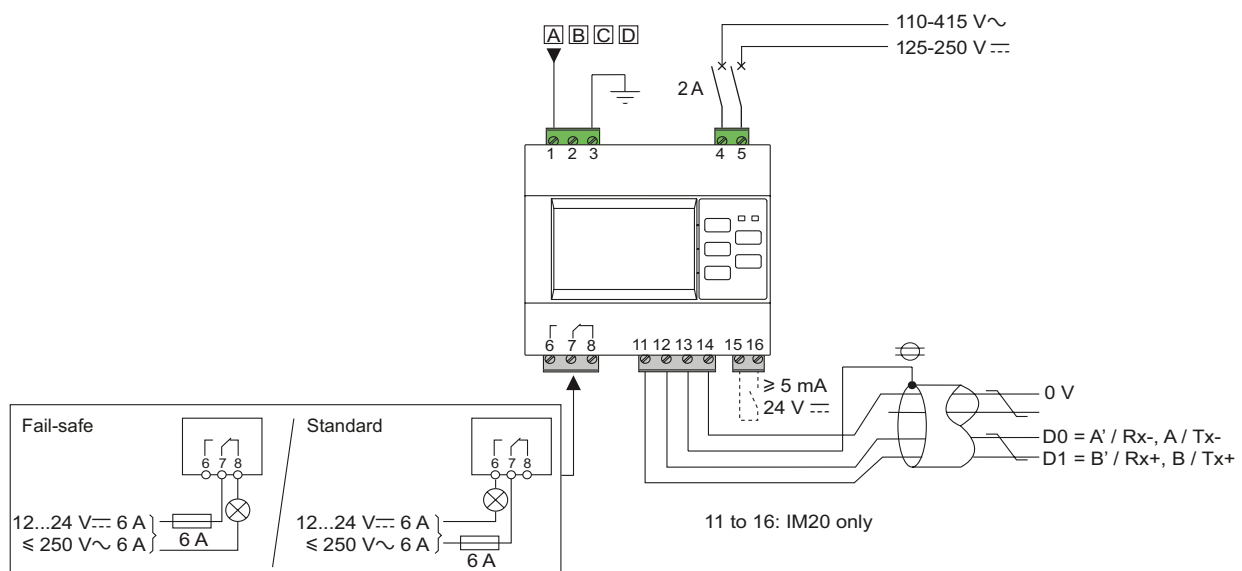 110-415 V∼
125-250 V⎓
A B C D
2 A
1 2 3
4 5
6 7 8
11 12 13 14
15 16
≥ 5 mA
24 V ⎓
0 V
D0 = A' / Rx-, A / Tx-
D1 = B' / Rx+, B / Tx+
11 to 16: IM20 only
Fail-safe
6 7 8
12...24 V⎓ 6 A
≤ 250 V∼ 6 A
6 A
Standard
6 7 8
12...24 V⎓ 6 A
≤ 250 V∼ 6 A
6 A